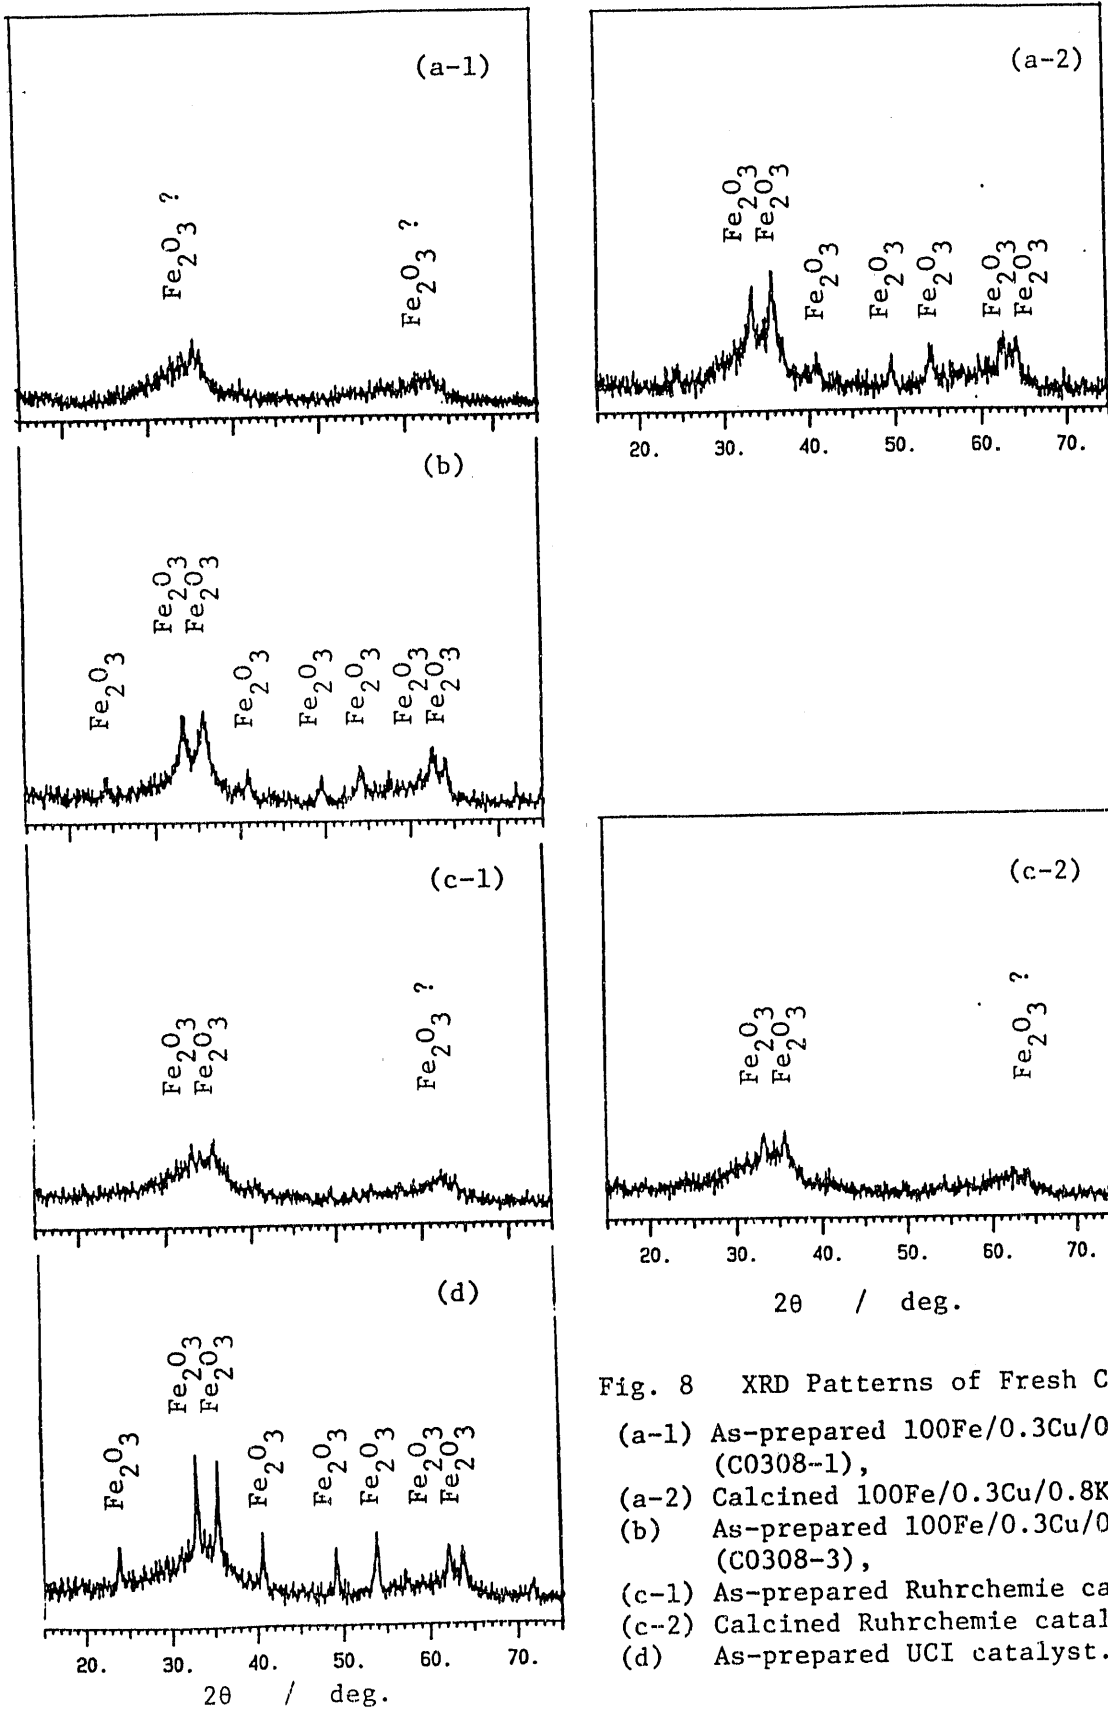 (a-1)
Fe2O3 ?
Fe2O3 ?
(a-2)
Fe2O3
Fe2O3
Fe2O3
Fe2O3
Fe2O3
Fe2O3
Fe2O3
20. 30. 40. 50. 60. 70.
(b)
Fe2O3
Fe2O3
Fe2O3
Fe2O3
Fe2O3
Fe2O3
Fe2O3
Fe2O3
(c-1)
Fe2O3
Fe2O3
Fe2O3 ?
(c-2)
Fe2O3
Fe2O3
Fe2O3 ?
20. 30. 40. 50. 60. 70.
2θ / deg.
(d)
Fe2O3
Fe2O3
Fe2O3
Fe2O3
Fe2O3
Fe2O3
Fe2O3
Fe2O3
20. 30. 40. 50. 60. 70.
2θ / deg.
Fig. 8 XRD Patterns of Fresh C
(a-1) As-prepared 100Fe/0.3Cu/0
(C0308-1),
(a-2) Calcined 100Fe/0.3Cu/0.8K
(b) As-prepared 100Fe/0.3Cu/0
(C0308-3),
(c-1) As-prepared Ruhrchemie ca
(c-2) Calcined Ruhrchemie catal
(d) As-prepared UCI catalyst.